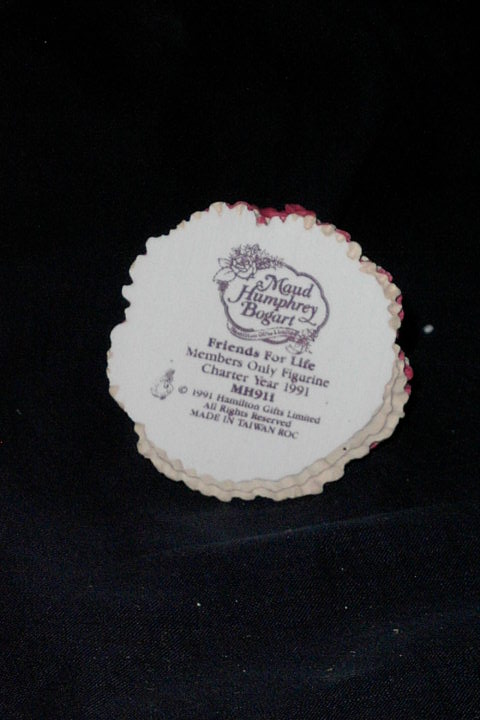 Maud
Humphrey
Bogart
Friends For Life
Members Only Figurine
Charter Year 1991
MH911
© 1991 Hamilton Gifts Limited
All Rights Reserved
MADE IN TAIWAN ROC